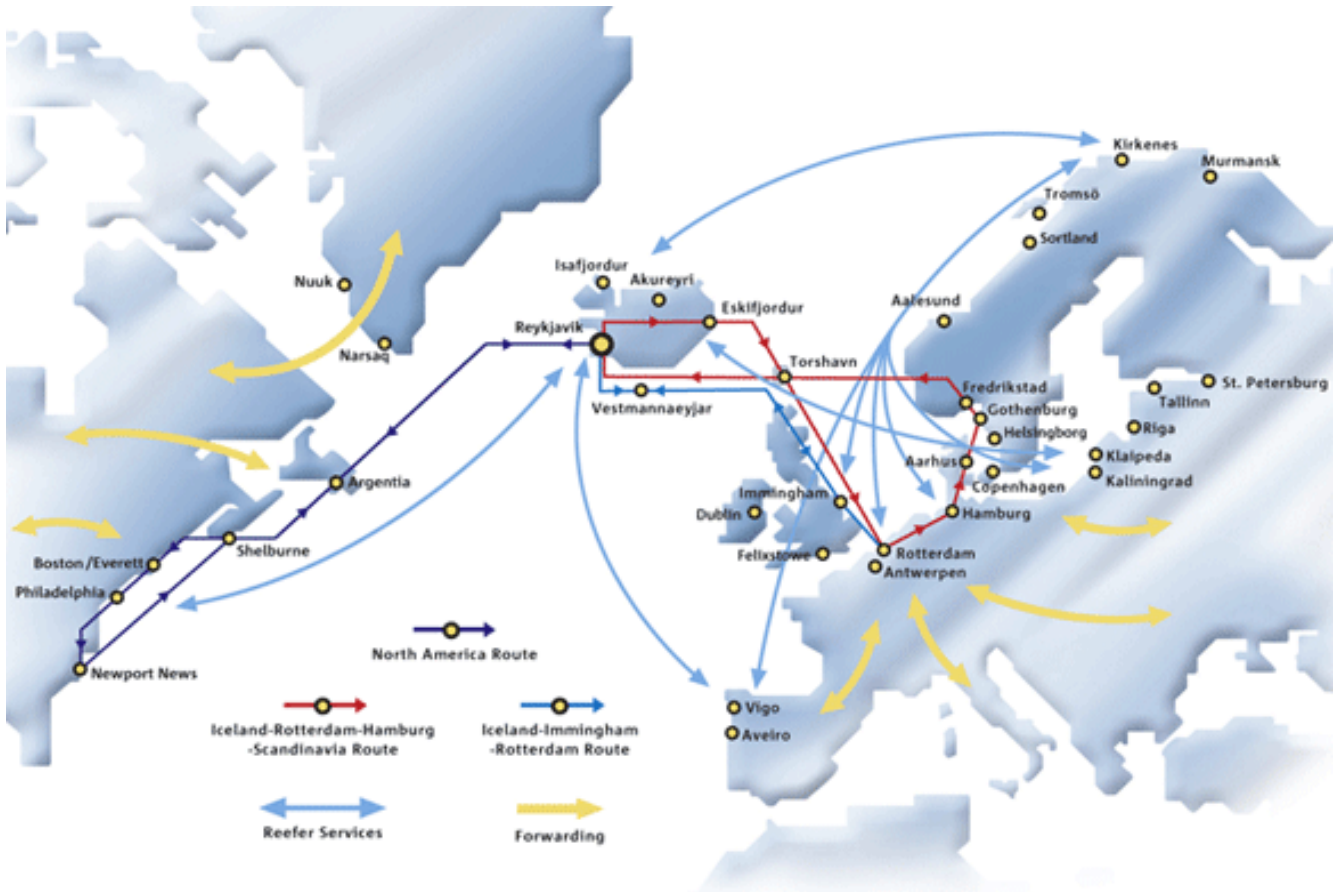 Kirkenes
Murmansk
Tromsö
Sortland
Isafjordur
Akureyri
Nuuk
Eskifjordur
Aalesund
Reykjavik
Narsaq
Torshavn
St. Petersburg
Fredrikstad
Tallinn
Vestmannaeyjar
Gothenburg
Helsingborg
Riga
Aarhus
Klaipeda
Argentia
Copenhagen
Kaliningrad
Immingham
Dublin
Hamburg
Shelburne
Felixstowe
Rotterdam
Boston/Everett
Antwerpen
Philadelphia
North America Route
Newport News
Vigo
Iceland-Rotterdam-Hamburg
-Scandinavia Route
Iceland-Immingham
-Rotterdam Route
Aveiro
Reefer Services
Forwarding